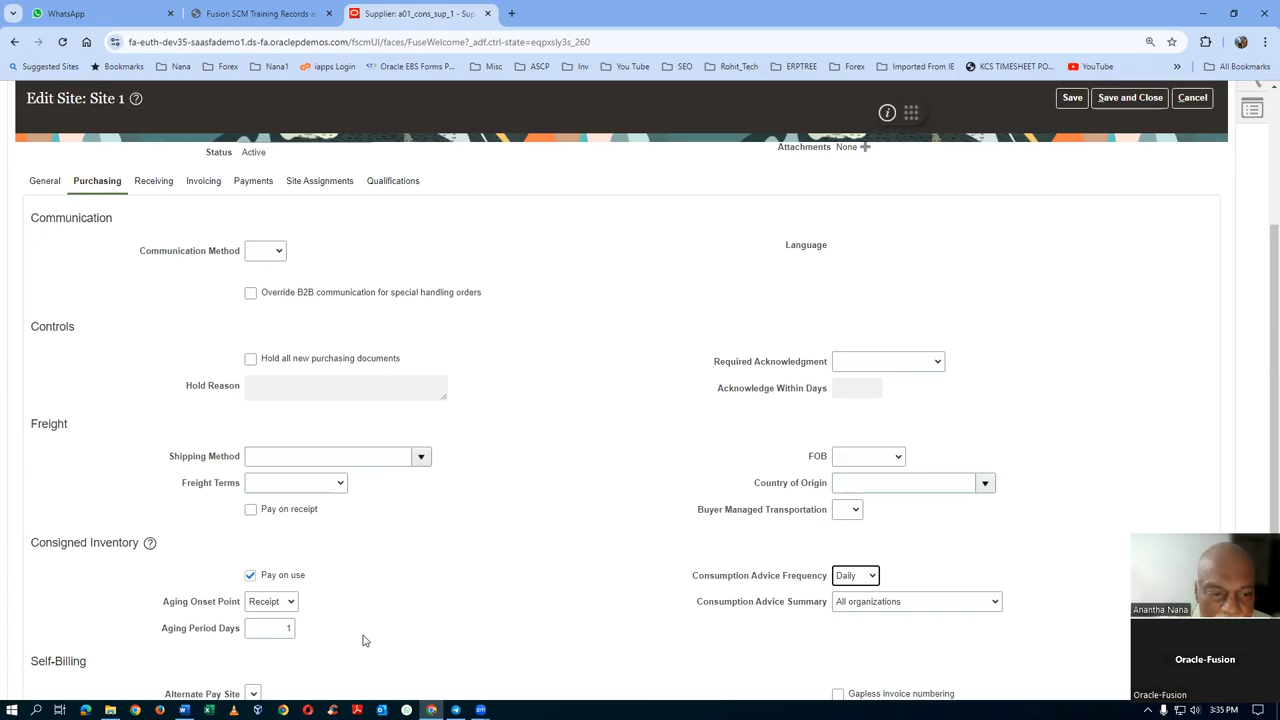 WhatsApp
Fusion SCM Training Records a
Supplier: a01_cons_sup_1 - Sup
fa-euth-dev35-saasfademo1.ds-fa.oraclepdemos.com/fscmUI/faces/FuseWelcome?_adf.ctrl-state=eqpxsly3s_260
Suggested Sites
Bookmarks
Nana
Forex
Nana1
iapps Login
Oracle EBS Forms P...
Misc
ASCP
Inv
You Tube
SEO
Rohit_Tech
ERPTREE
Forex
Imported From IE
KCS TIMESHEET PO...
YouTube
All Bookmarks
Edit Site: Site 1
Save
Save and Close
Cancel
Status Active
Attachments None
General Purchasing Receiving Invoicing Payments Site Assignments Qualifications
Communication
Communication Method
Language
Override B2B communication for special handling orders
Controls
Hold all new purchasing documents
Required Acknowledgment
Hold Reason
Acknowledge Within Days
Freight
Shipping Method
FOB
Freight Terms
Country of Origin
Pay on receipt
Buyer Managed Transportation
Consigned Inventory
Pay on use
Consumption Advice Frequency Daily
Aging Onset Point Receipt
Consumption Advice Summary All organizations
Aging Period Days 1
Self-Billing
Alternate Pay Site
Gapless invoice numbering
Anantha Nana
Oracle-Fusion
Oracle-Fusion
3:35 PM